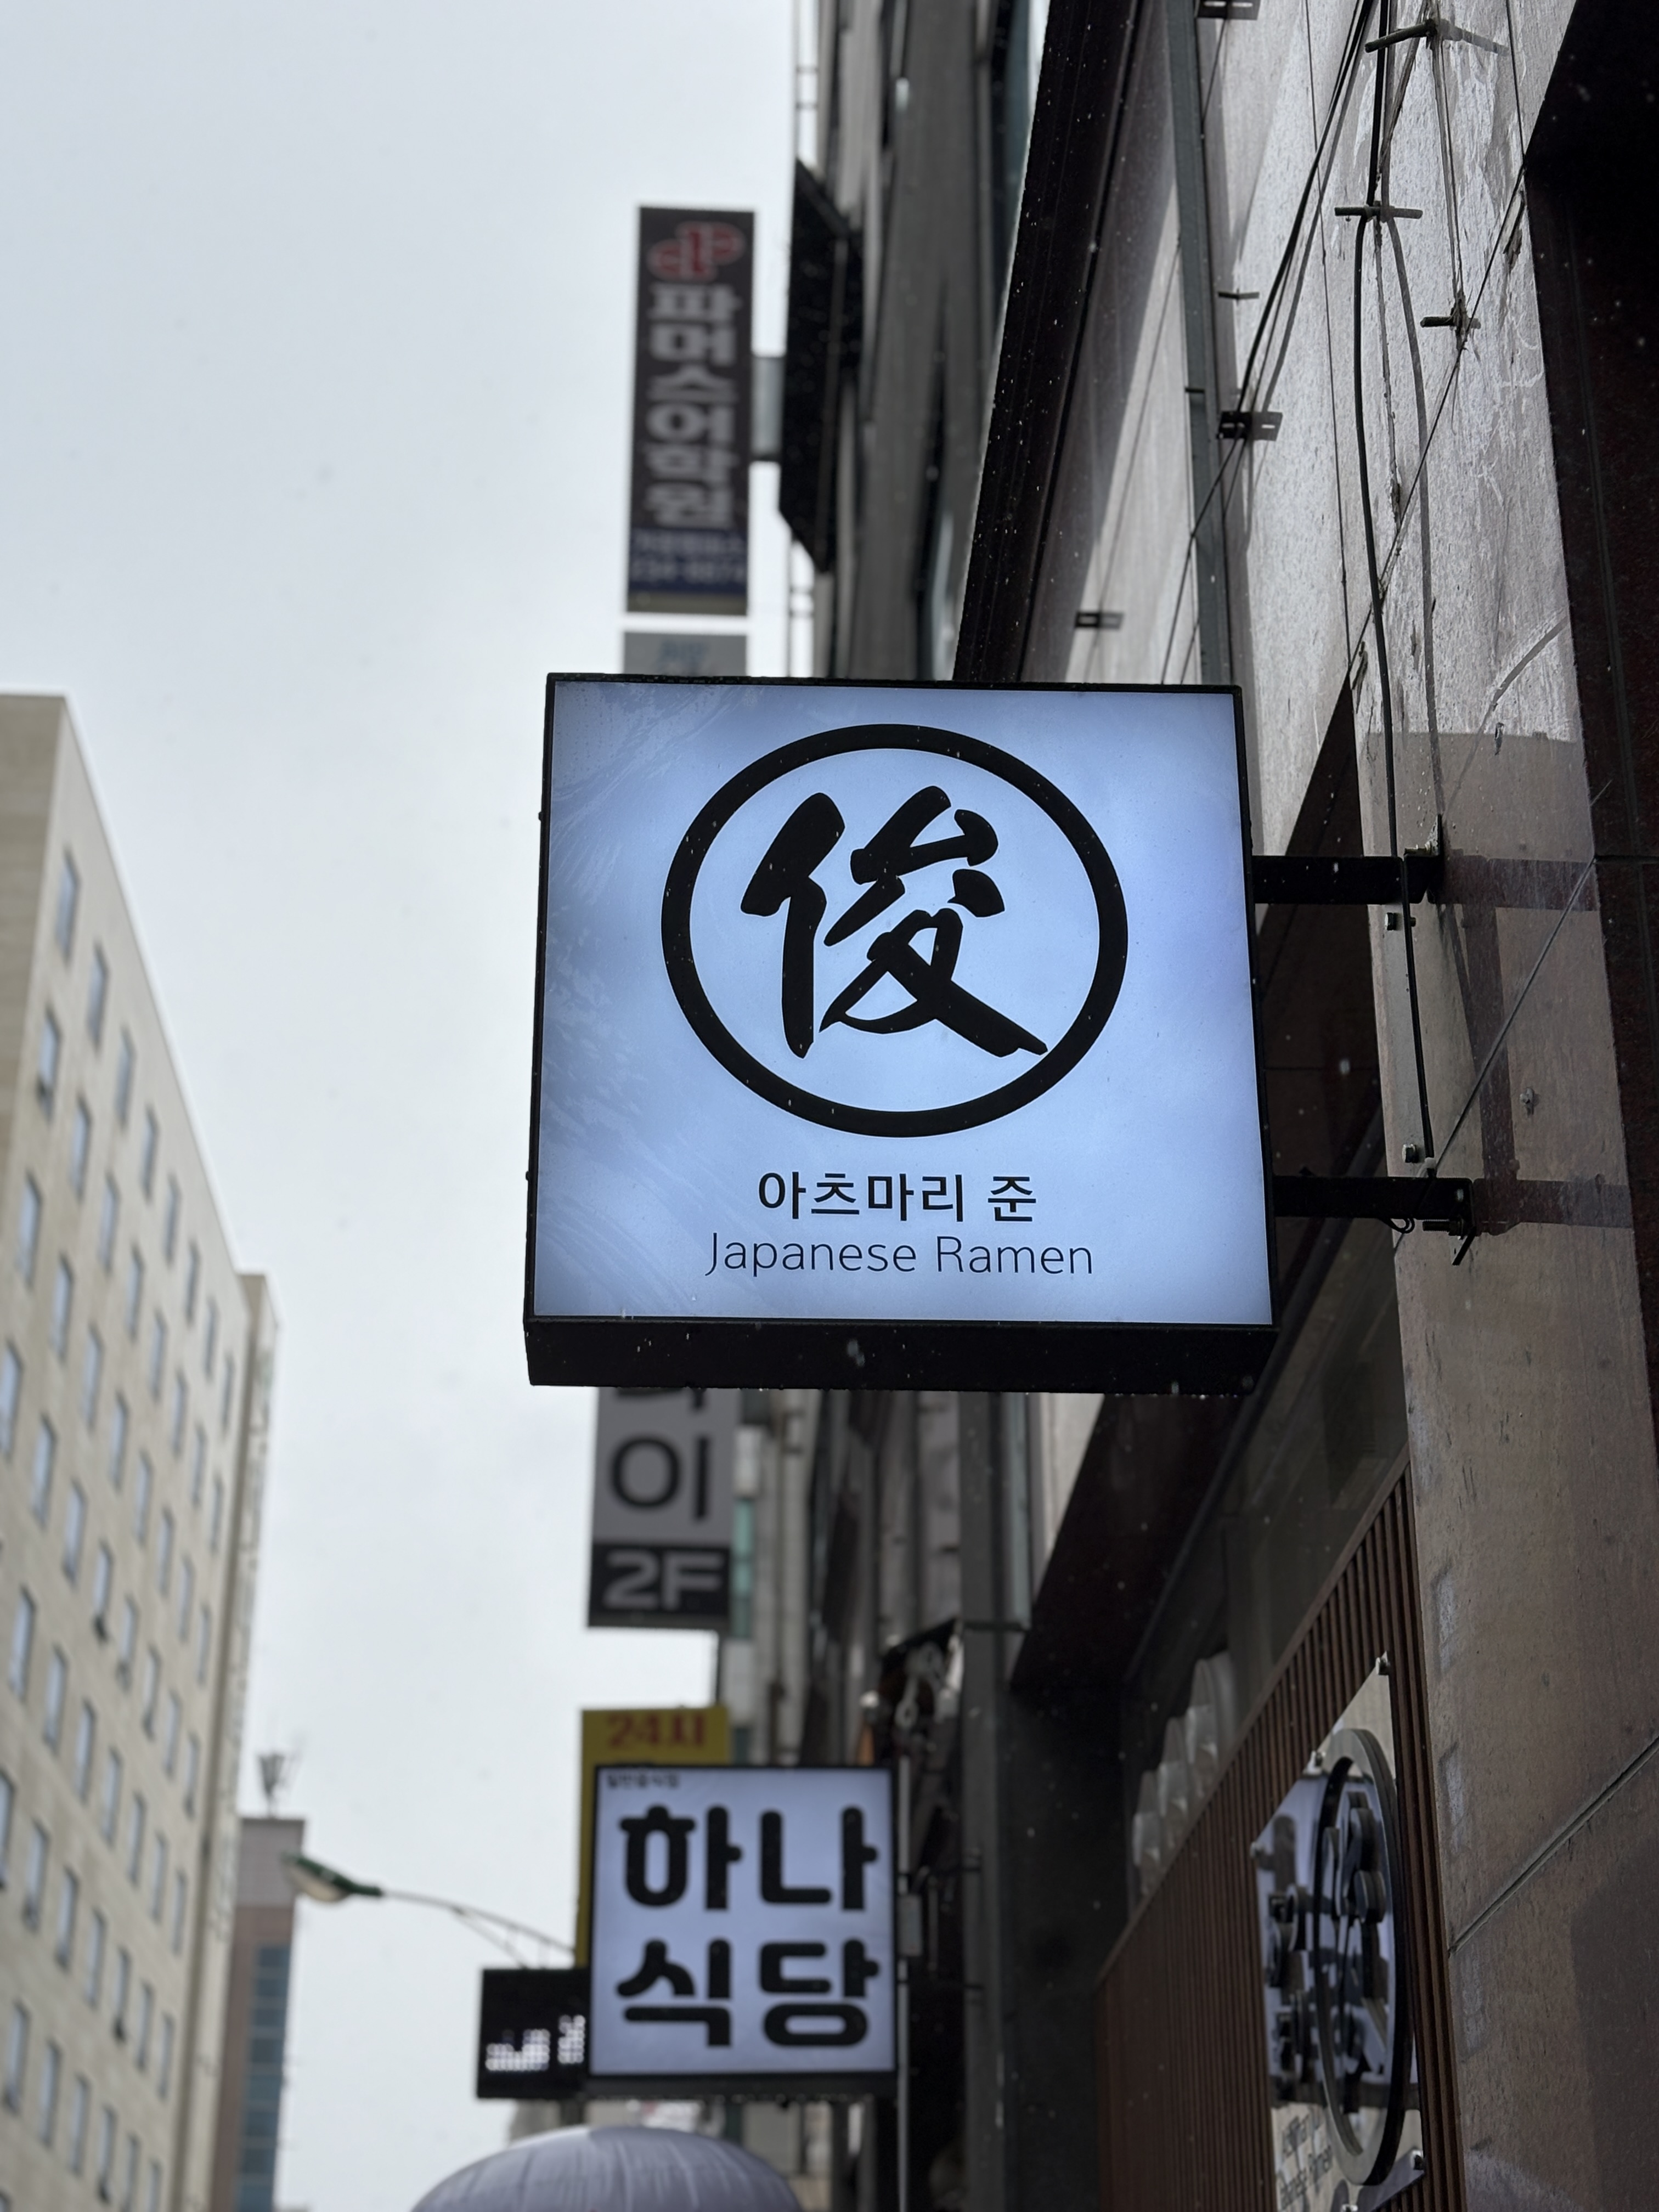 파머스어학원
俊
아츠마리 준
Japanese Ramen
이
2F
24시
하나
식당